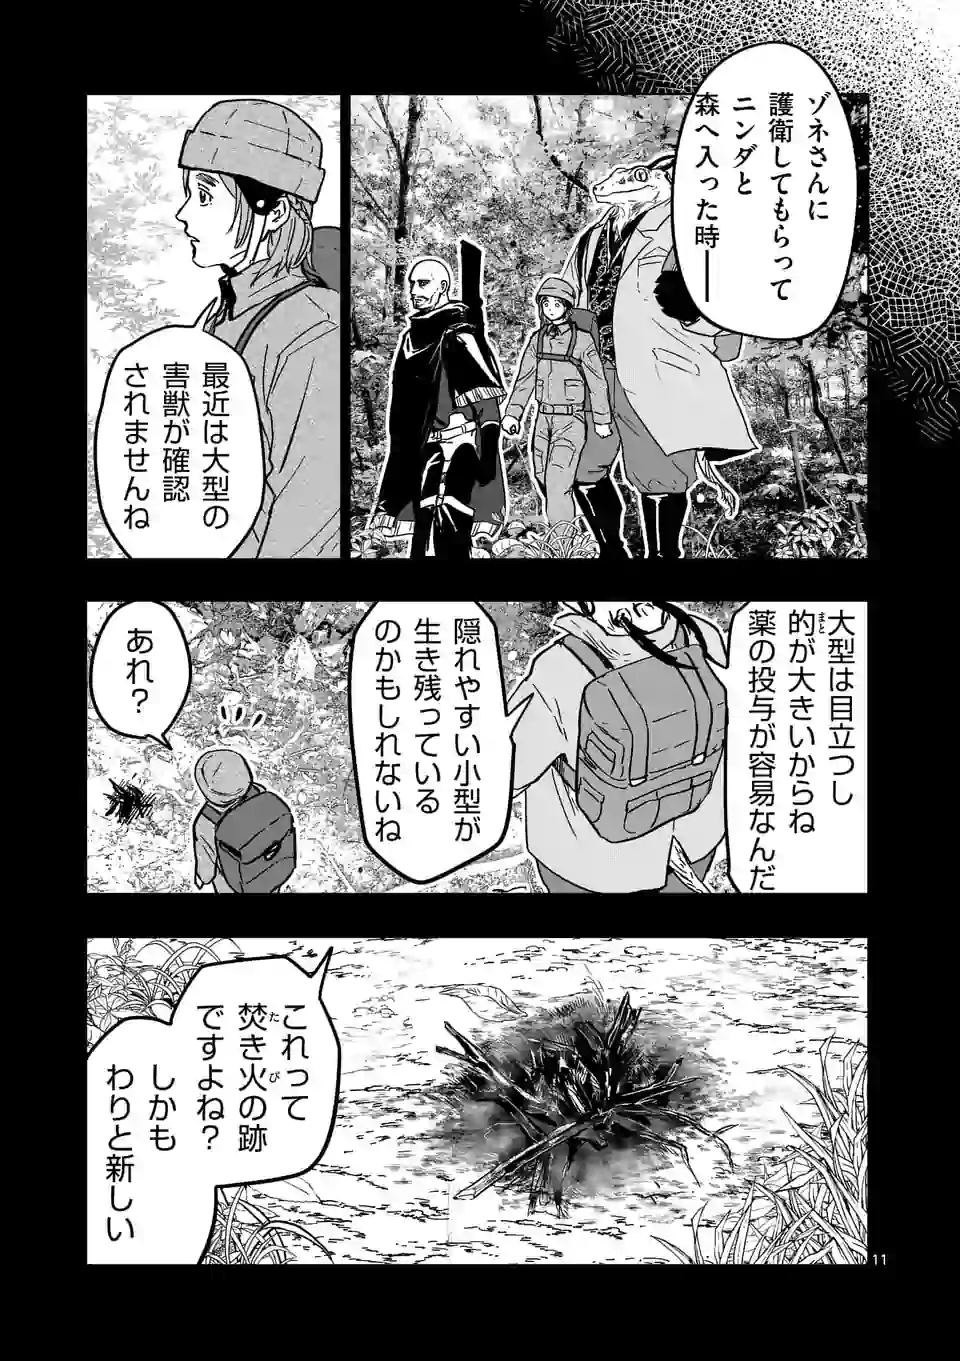 ゾネさんに
護衛してもらって
ニンダと
森へ入った時――
最近は大型の
害獣が確認
されませんね
大型は目立つし
的が大きいからね
まと
薬の投与が容易なんだ
隠れやすい小型が
生き残っている
のかもしれないね
あれ?
これって
焚き火の跡
たび
ですよね?
しかも
わりと新しい
11